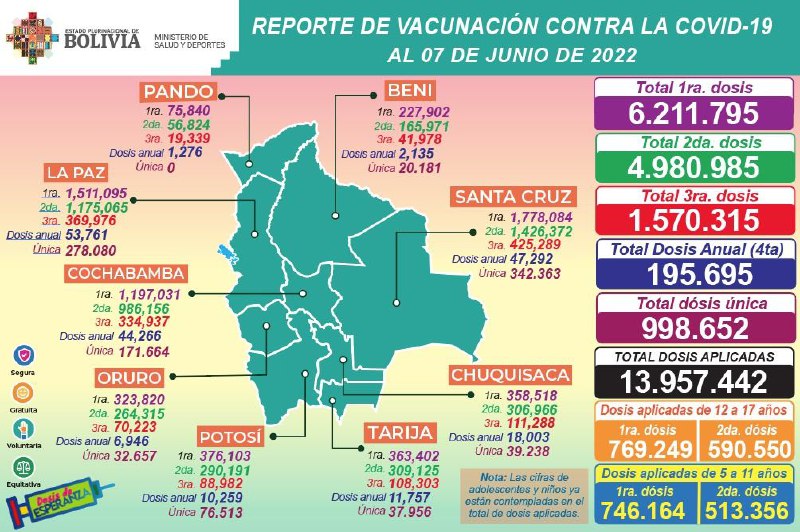 ESTADO PLURINACIONAL DE
BOLIVIA
MINISTERIO DE
SALUD Y DEPORTES
REPORTE DE VACUNACIÓN CONTRA LA COVID-19
AL 07 DE JUNIO DE 2022
PANDO
1ra. 75,840
2da. 56,824
3ra. 19,339
Dosis anual 1,276
Única 0
BENI
1ra. 227,902
2da. 165,971
3ra. 41,978
Dosis anual 2,135
Única 20.181
LA PAZ
1ra. 1,511,095
2da. 1,175,065
3ra. 369,976
Dosis anual 53,761
Única 278.080
SANTA CRUZ
1ra. 1,778,084
2da. 1,426,372
3ra. 425,289
Dosis anual 47,292
Única 342.363
COCHABAMBA
1ra. 1,197,031
2da. 986,156
3ra. 334,937
Dosis anual 44,266
Única 171.664
ORURO
1ra. 323,820
2da. 264,315
3ra. 70,223
Dosis anual 6,946
Única 32.657
CHUQUISACA
1ra. 358,518
2da. 306,966
3ra. 111,288
Dosis anual 18,003
Única 39.238
POTOSÍ
1ra. 376,103
2da. 290,191
3ra. 88,982
Dosis anual 10,259
Única 76.513
TARIJA
1ra. 363,402
2da. 309,125
3ra. 108,303
Dosis anual 11,757
Única 37.956
Segura
Gratuita
Voluntaria
Equitativa
Dosis de
ESPERANZA
Nota: Las cifras de
adolescentes y niños ya
están contempladas en el
total de dosis aplicadas.
Total 1ra. dosis
6.211.795
Total 2da. dosis
4.980.985
Total 3ra. dosis
1.570.315
Total Dosis Anual (4ta)
195.695
Total dósis única
998.652
TOTAL DOSIS APLICADAS
13.957.442
Dosis aplicadas de 12 a 17 años
1ra. dósis 2da. dósis
769.249 590.550
Dosis aplicadas de 5 a 11 años
1ra. dósis 2da. dósis
746.164 513.356